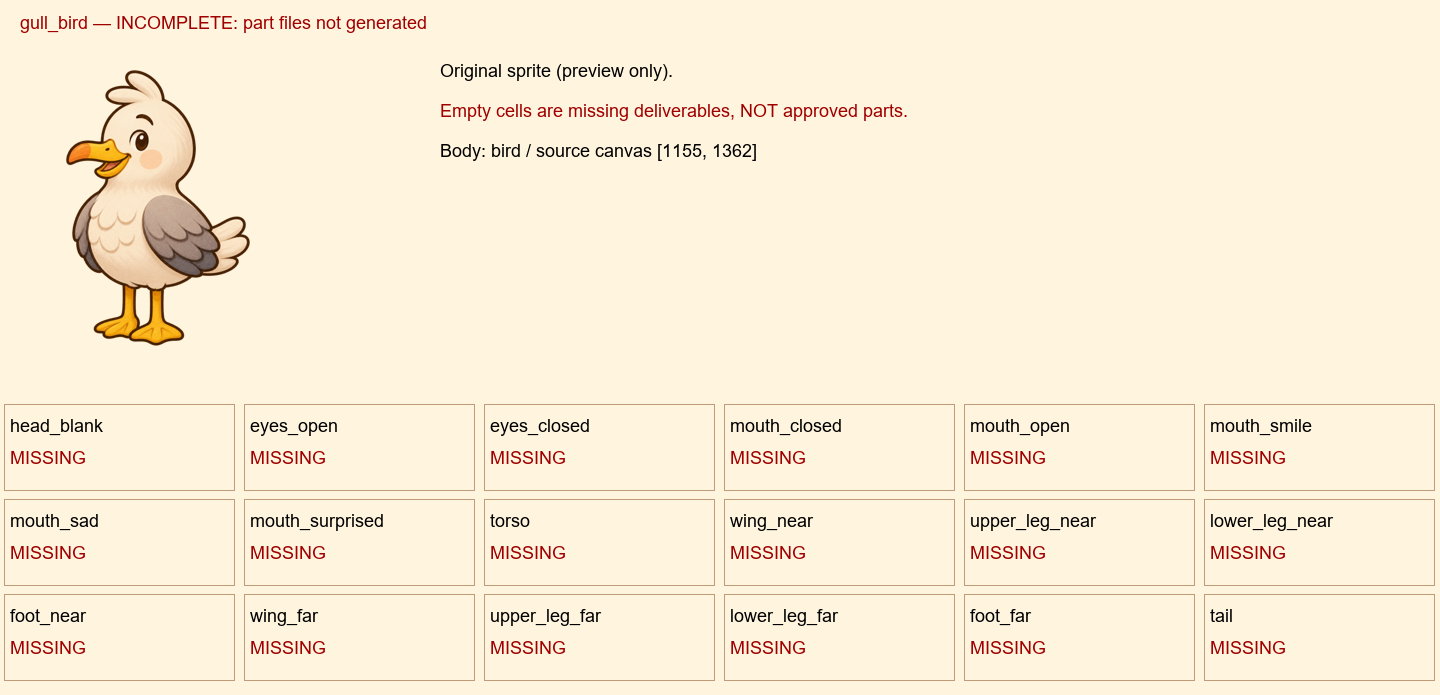 gull_bird — INCOMPLETE: part files not generated
Original sprite (preview only).
Empty cells are missing deliverables, NOT approved parts.
Body: bird / source canvas [1155, 1362]
head_blank
MISSING
eyes_open
MISSING
eyes_closed
MISSING
mouth_closed
MISSING
mouth_open
MISSING
mouth_smile
MISSING
mouth_sad
MISSING
mouth_surprised
MISSING
torso
MISSING
wing_near
MISSING
upper_leg_near
MISSING
lower_leg_near
MISSING
foot_near
MISSING
wing_far
MISSING
upper_leg_far
MISSING
lower_leg_far
MISSING
foot_far
MISSING
tail
MISSING